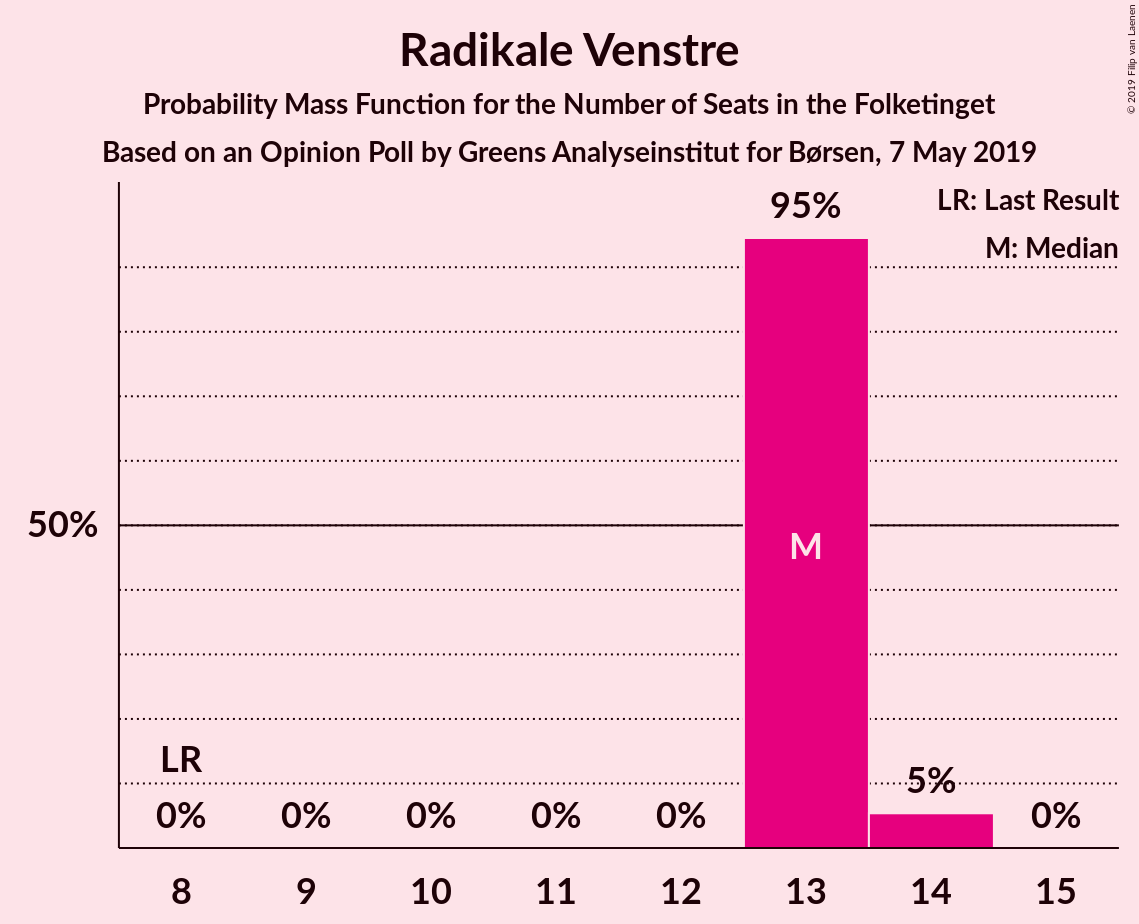 Radikale Venstre
Probability Mass Function for the Number of Seats in the Folketinget
Based on an Opinion Poll by Greens Analyseinstitut for Børsen, 7 May 2019
© 2019 Filip van Laenen
LR: Last Result
M: Median
95%
50%
M
LR
5%
0% 0% 0% 0% 0% 0%
8 9 10 11 12 13 14 15